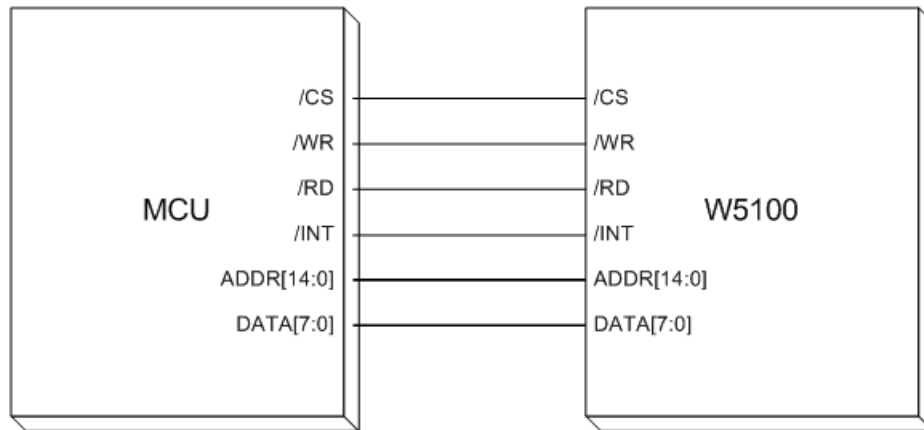 MCU
/CS
/WR
/RD
/INT
ADDR[14:0]
DATA[7:0]
/CS
/WR
/RD
/INT
ADDR[14:0]
DATA[7:0]
W5100